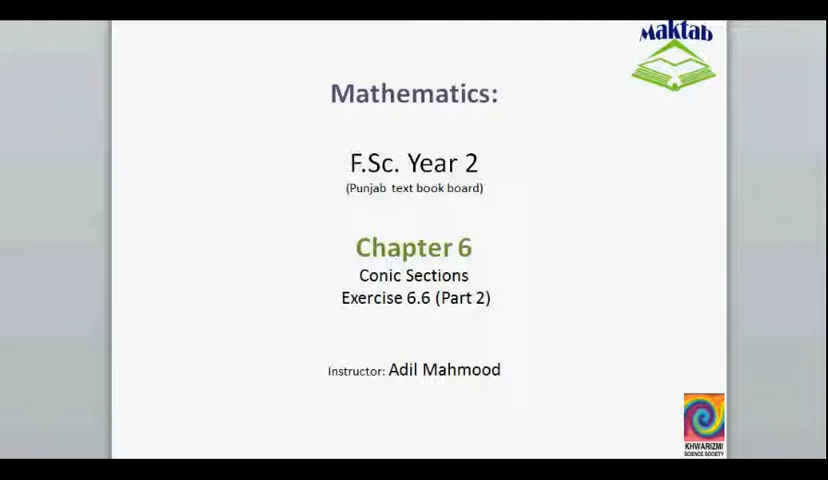 Maktab
Mathematics:
F.Sc. Year 2
(Punjab text book board)
Chapter 6
Conic Sections
Exercise 6.6 (Part 2)
Instructor: Adil Mahmood
KHWARIZMI
SCIENCE SOCIETY